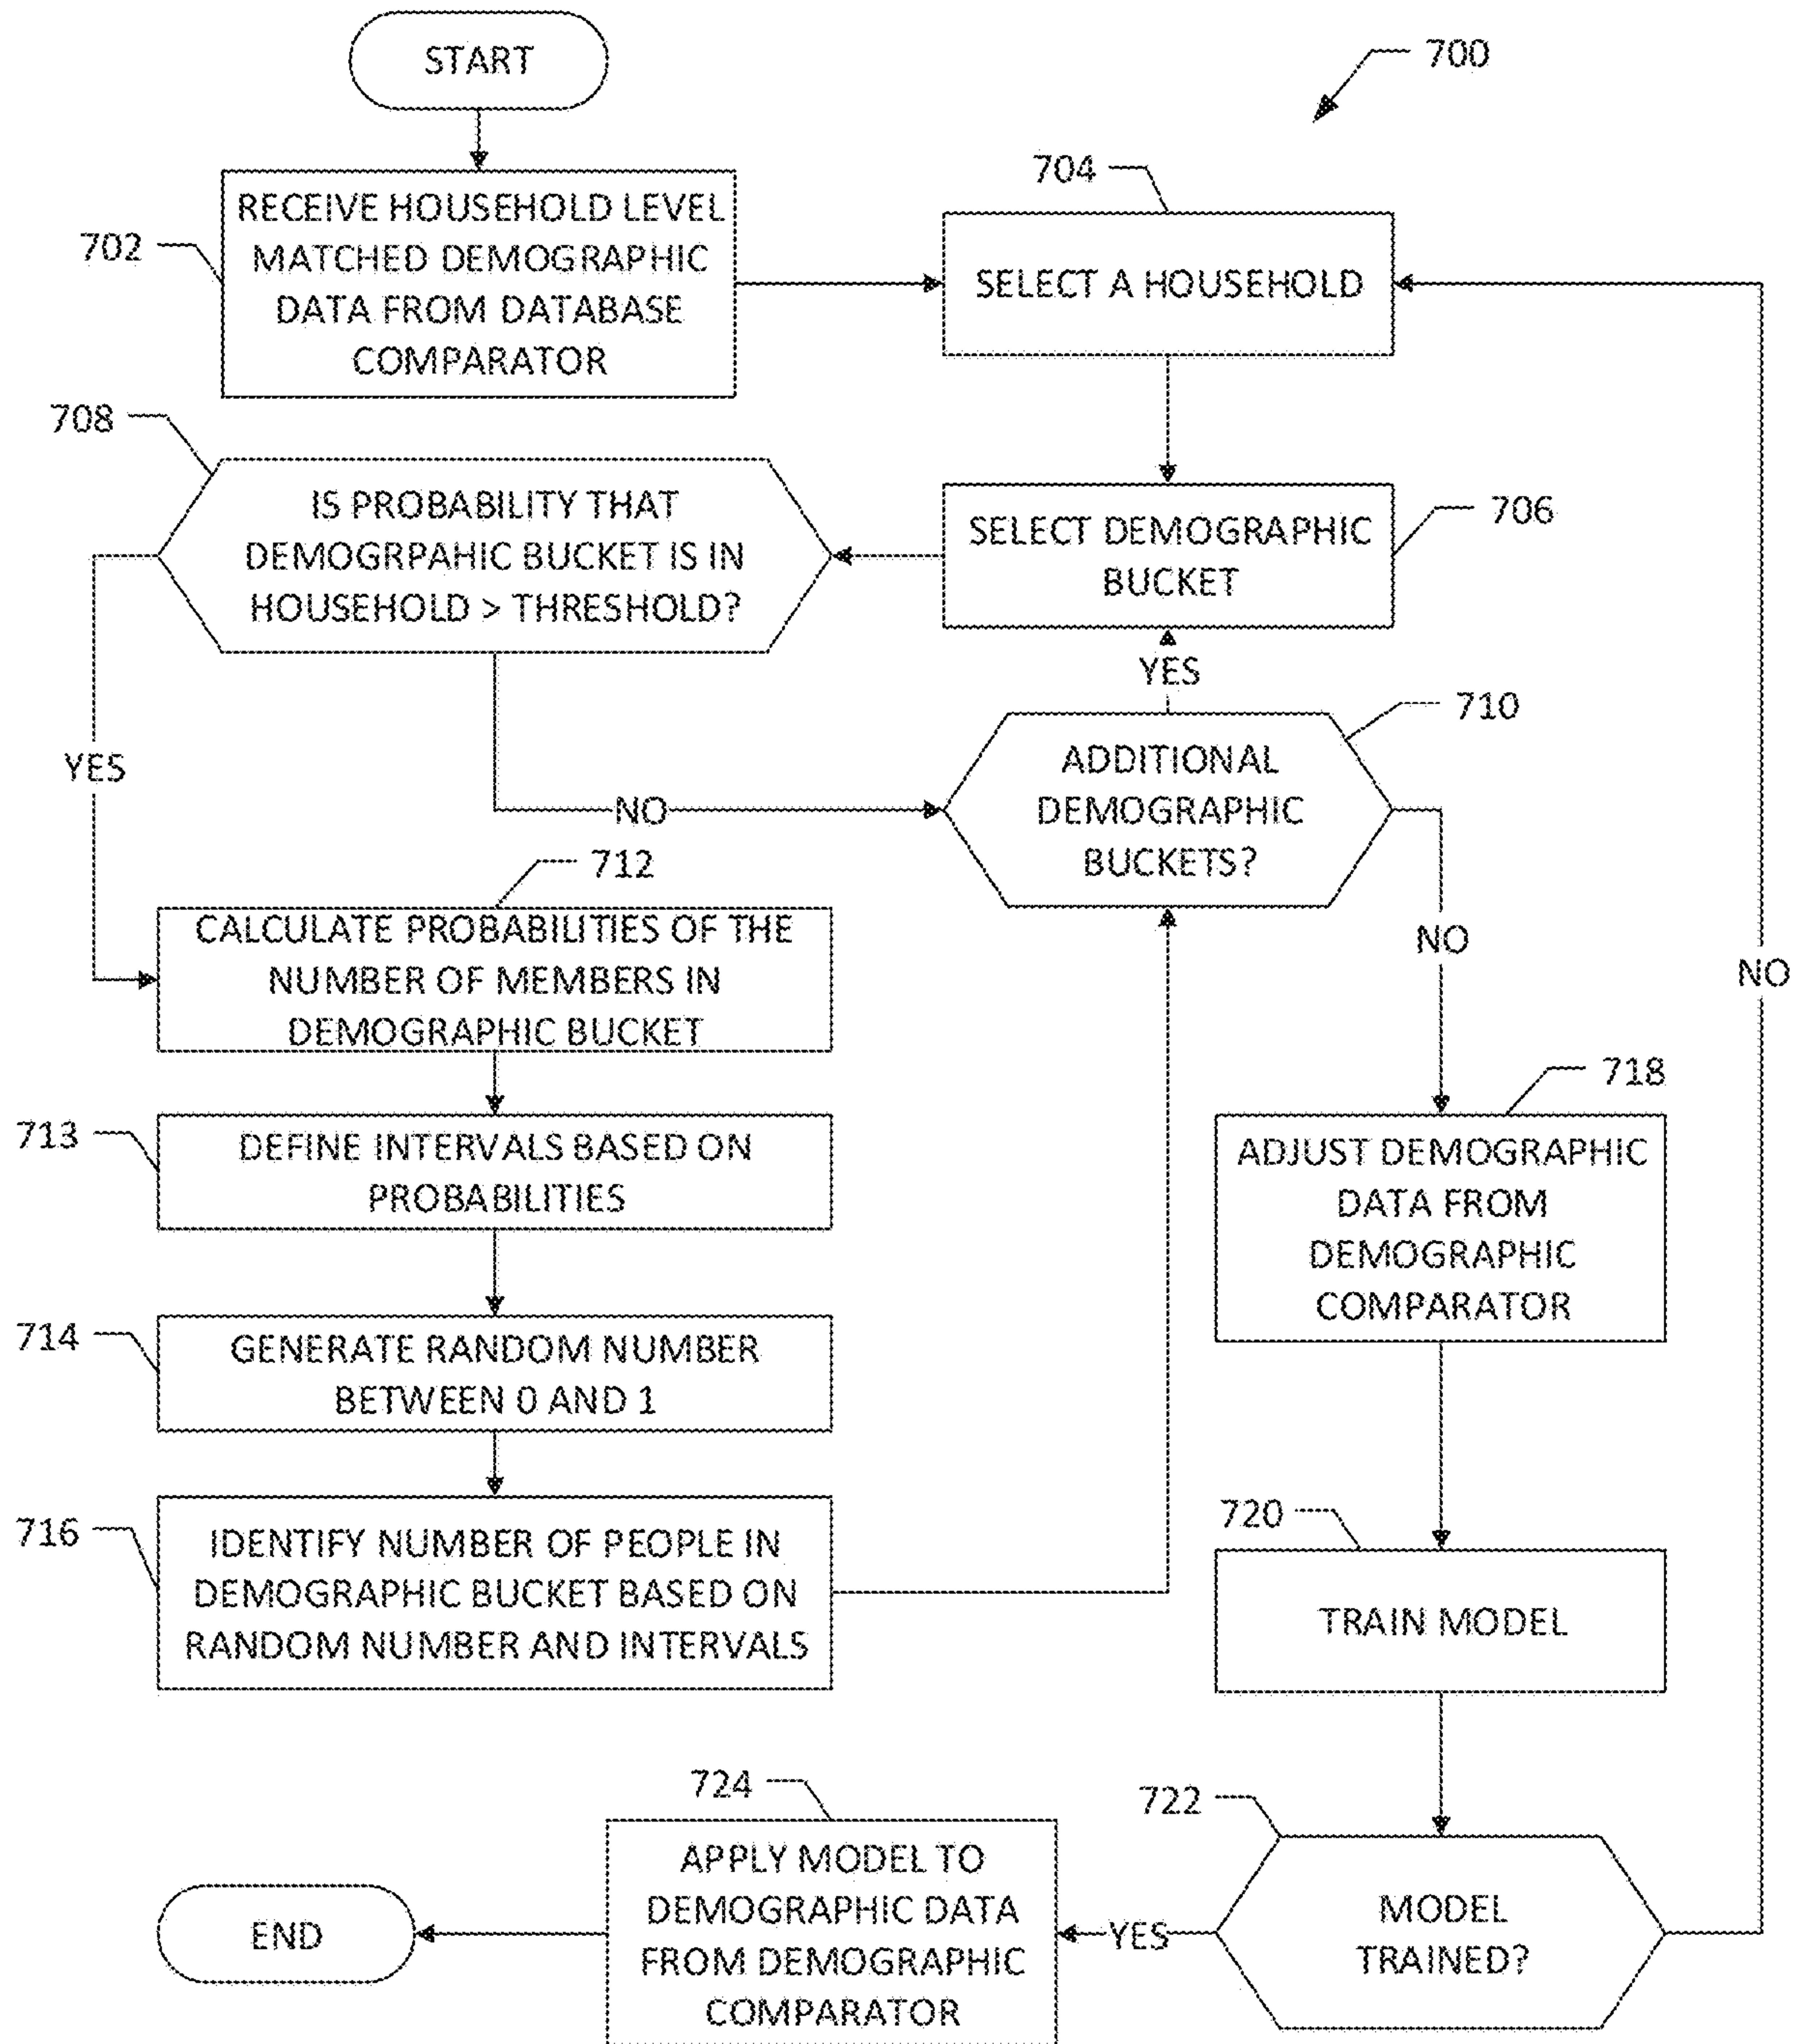 START
700
702
RECEIVE HOUSEHOLD LEVEL
MATCHED DEMOGRAPHIC
DATA FROM DATABASE
COMPARATOR
704
SELECT A HOUSEHOLD
706
SELECT DEMOGRAPHIC
BUCKET
708
IS PROBABILITY THAT
DEMOGRPAHIC BUCKET IS IN
HOUSEHOLD > THRESHOLD?
YES
NO
YES
710
ADDITIONAL
DEMOGRAPHIC
BUCKETS?
NO
712
CALCULATE PROBABILITIES OF THE
NUMBER OF MEMBERS IN
DEMOGRAPHIC BUCKET
713
DEFINE INTERVALS BASED ON
PROBABILITIES
714
GENERATE RANDOM NUMBER
BETWEEN 0 AND 1
716
IDENTIFY NUMBER OF PEOPLE IN
DEMOGRAPHIC BUCKET BASED ON
RANDOM NUMBER AND INTERVALS
718
ADJUST DEMOGRAPHIC
DATA FROM
DEMOGRAPHIC
COMPARATOR
720
TRAIN MODEL
722
MODEL
TRAINED?
NO
YES
724
APPLY MODEL TO
DEMOGRAPHIC DATA
FROM DEMOGRAPHIC
COMPARATOR
END